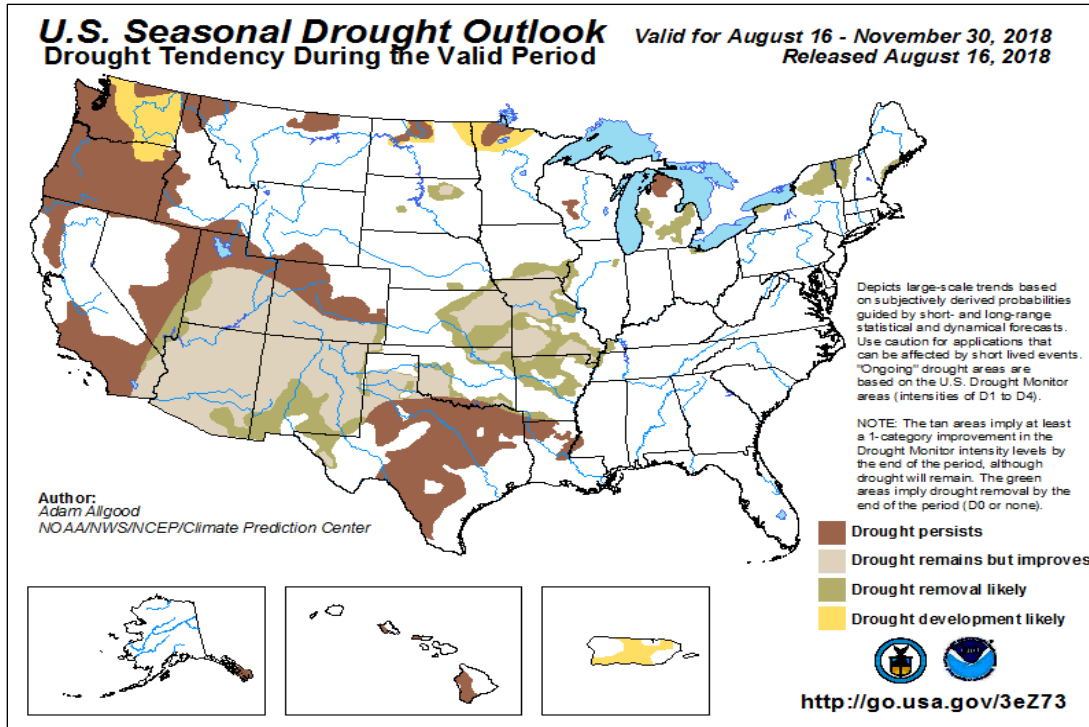 U.S. Seasonal Drought Outlook
Drought Tendency During the Valid Period
Valid for August 16 - November 30, 2018
Released August 16, 2018
Depicts large-scale trends based
on subjectively derived probabilities
guided by short- and long-range
statistical and dynamical forecasts.
Use caution for applications that
can be affected by short lived events.
"Ongoing" drought areas are
based on the U.S. Drought Monitor
areas (intensities of D1 to D4).
NOTE: The tan areas imply at least
a 1-category improvement in the
Drought Monitor intensity levels by
the end of the period, although
drought will remain. The green
areas imply drought removal by the
end of the period (D0 or none).
Author:
Adam Allgood
NOAA/NWS/NCEP/Climate Prediction Center
Drought persists
Drought remains but improves
Drought removal likely
Drought development likely
http://go.usa.gov/3eZ73